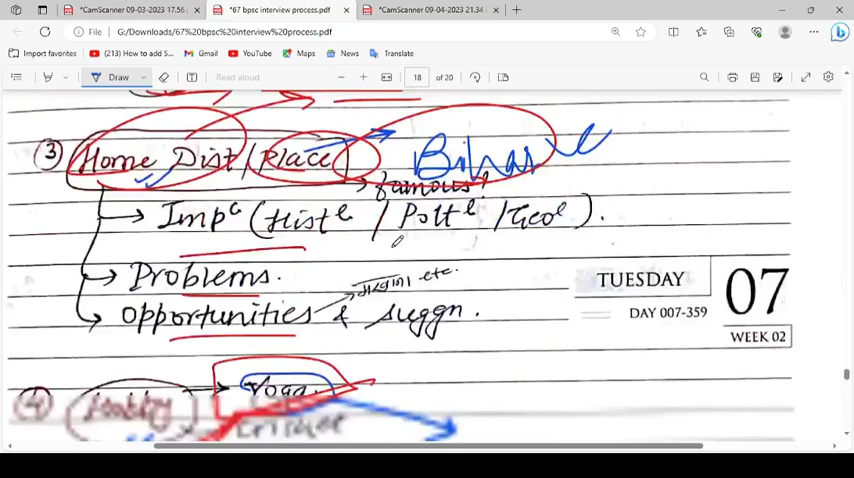 *CamScanner 09-03-2023 17.56.p
*67 bpsc interview process.pdf
*CamScanner 09-04-2023 21.34
File
G:/Downloads/67%20bpsc%20interview%20process.pdf
Import favorites
(213) How to add S...
Gmail
YouTube
Maps
News
Translate
Draw
Read aloud
18
of 20
③ Home Dist/Place
Bihar
famous
→ Impᶜ (Histˡ / Poltˡ / Geoˡ).
→ Problems.
→ Opportunities & suggn.
etc.
TUESDAY
07
DAY 007-359
WEEK 02
④ Hobby → Yoga
Cricket